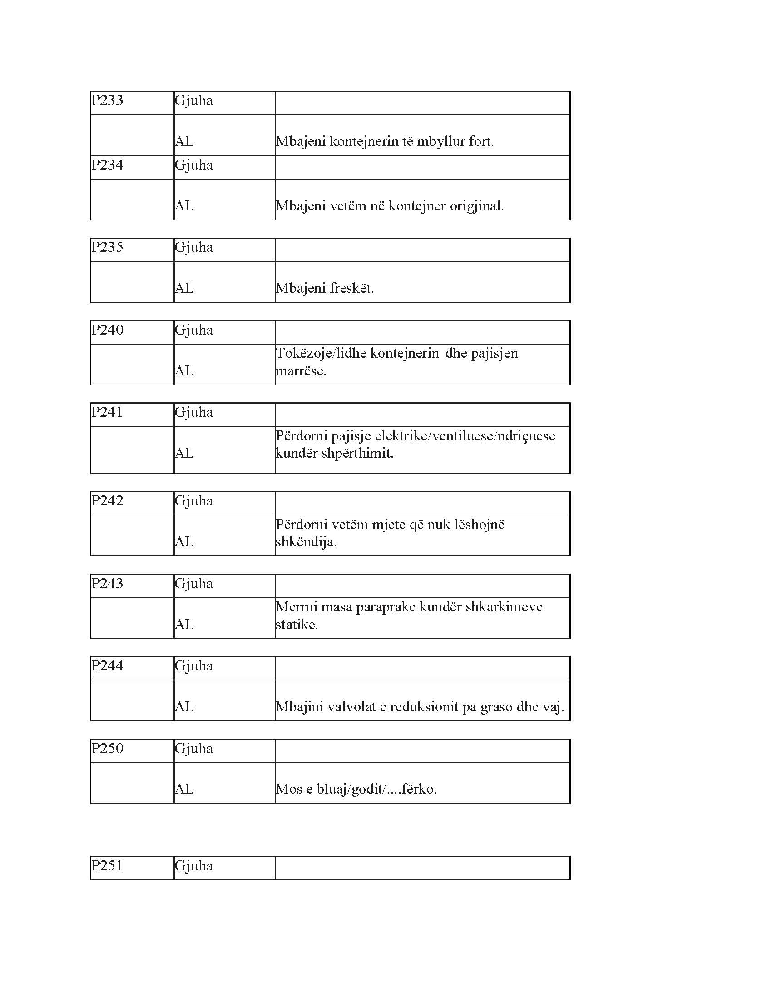 P233 Gjuha
AL Mbajeni kontejnerin të mbyllur fort.
P234 Gjuha
AL Mbajeni vetëm në kontejner origjinal.
P235 Gjuha
AL Mbajeni freskët.
P240 Gjuha
Tokëzoje/lidhe kontejnerin dhe pajisjen
AL marrëse.
P241 Gjuha
Përdorni pajisje elektrike/ventiluese/ndriçuese
AL kundër shpërthimit.
P242 Gjuha
Përdorni vetëm mjete që nuk lëshojnë
AL shkëndija.
P243 Gjuha
Merrni masa paraprake kundër shkarkimeve
AL statike.
P244 Gjuha
AL Mbajini valvolat e reduksionit pa graso dhe vaj.
P250 Gjuha
AL Mos e bluaj/godit/....fërko.
P251 Gjuha